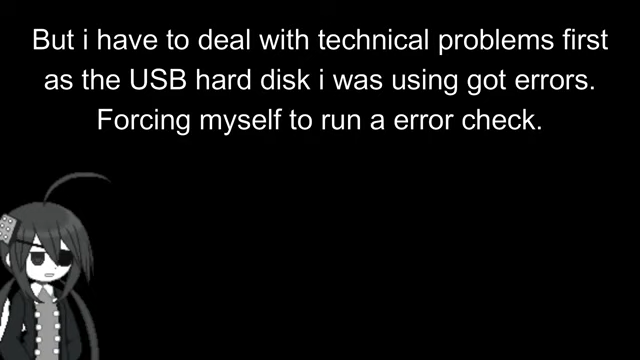 But i have to deal with technical problems first
as the USB hard disk i was using got errors.
Forcing myself to run a error check.